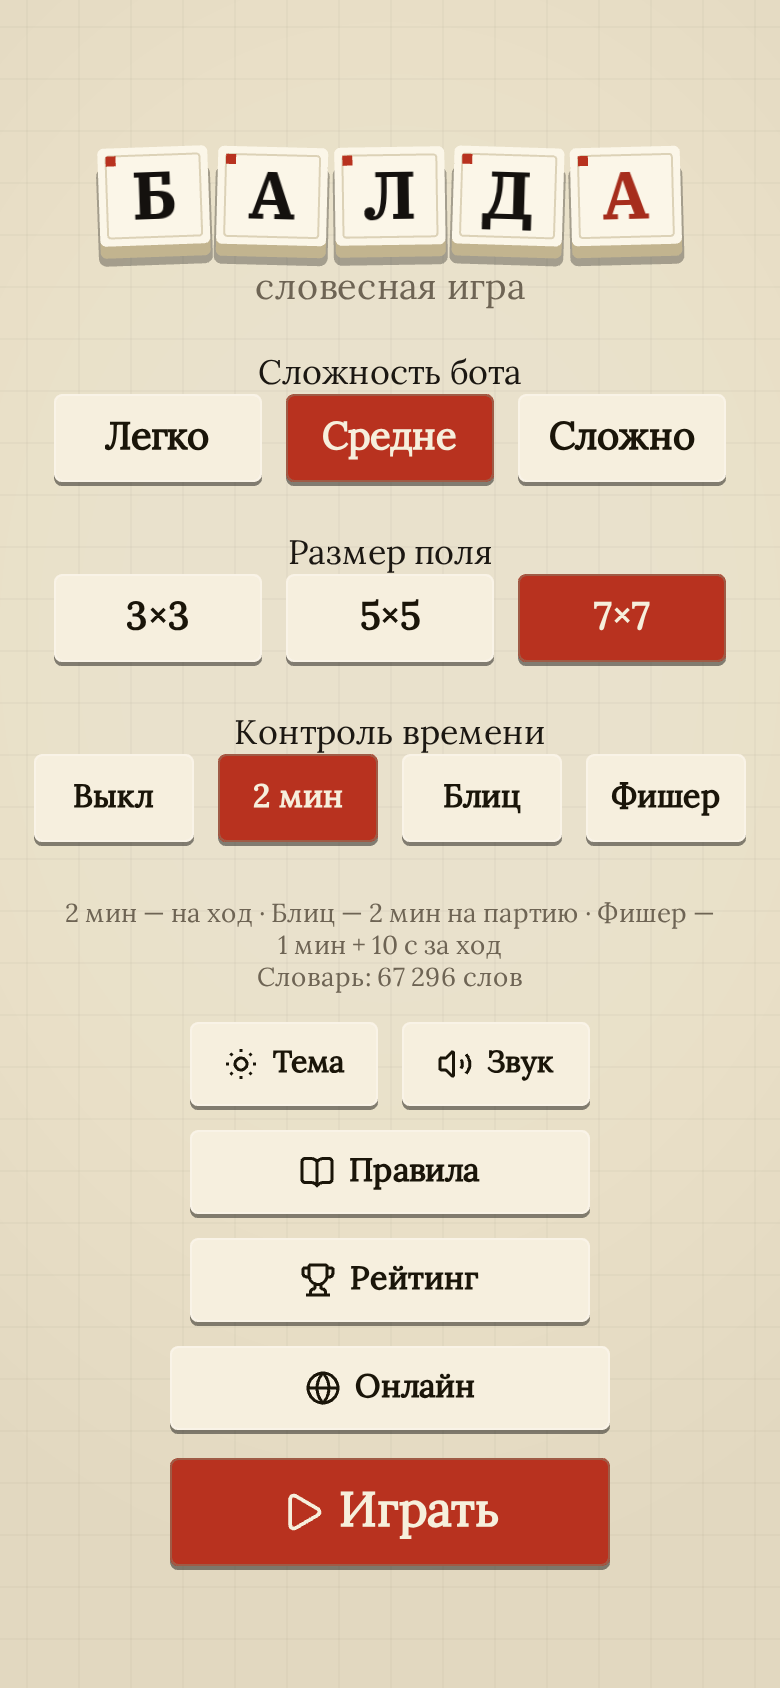 БАЛДА
словесная игра
Сложность бота
Легко Средне Сложно
Размер поля
3×3 5×5 7×7
Контроль времени
Выкл 2 мин Блиц Фишер
2 мин — на ход · Блиц — 2 мин на партию · Фишер —
1 мин + 10 с за ход
Словарь: 67 296 слов
Тема Звук
Правила
Рейтинг
Онлайн
Играть